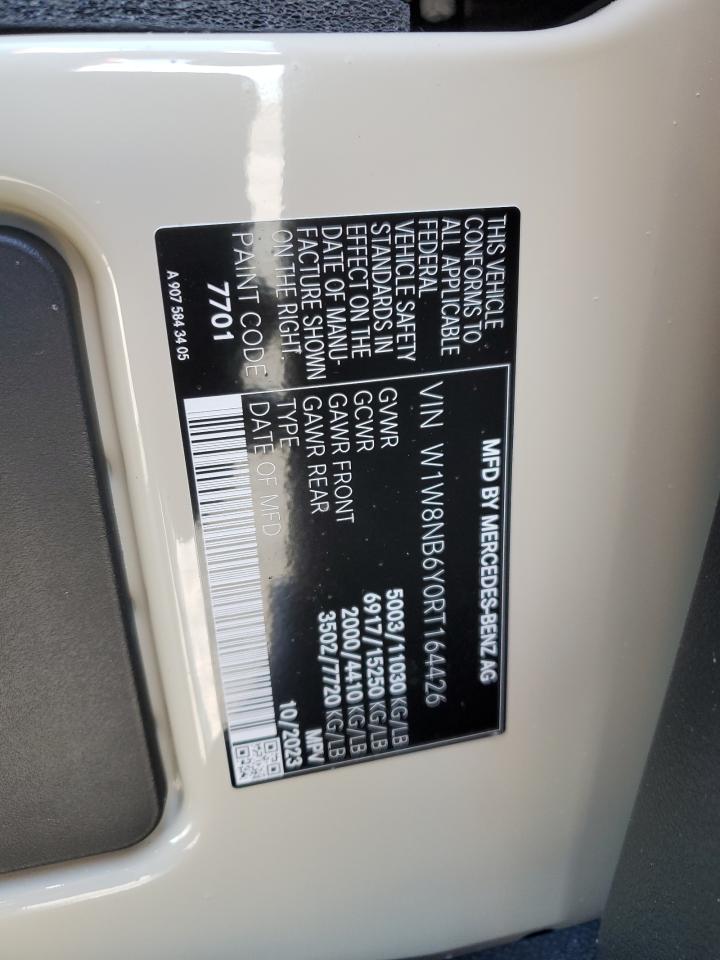 MFD BY MERCEDES-BENZ AG
THIS VEHICLE
CONFORMS TO
ALL APPLICABLE
FEDERAL
VEHICLE SAFETY
STANDARDS IN
EFFECT ON THE
DATE OF MANU-
FACTURE SHOWN
ON THE RIGHT.
PAINT CODE
7701
A 907 584 34 05
VIN W1W8NB6Y0RT164426
GVWR 5003/11030 KG/LB
GCWR 6917/15250 KG/LB
GAWR FRONT 2000/4410 KG/LB
GAWR REAR 3502/7720 KG/LB
TYPE MPV
DATE OF MFD 10/2023